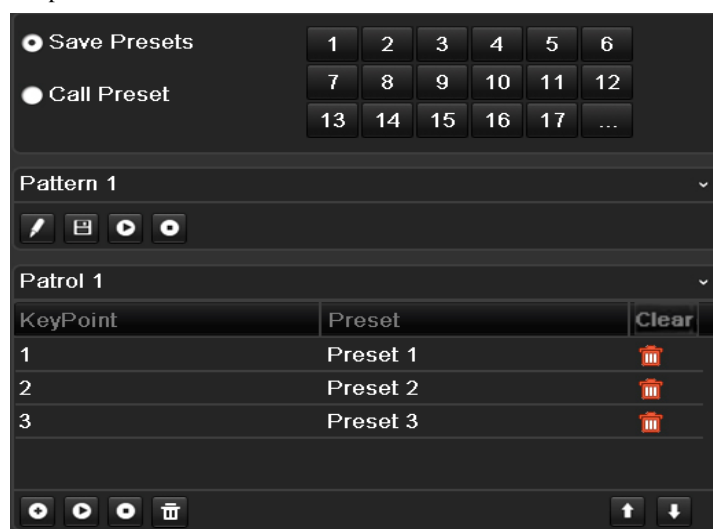 Save Presets 1 2 3 4 5 6
Call Preset 7 8 9 10 11 12
13 14 15 16 17 ...
Pattern 1
Patrol 1
KeyPoint Preset Clear
1 Preset 1
2 Preset 2
3 Preset 3